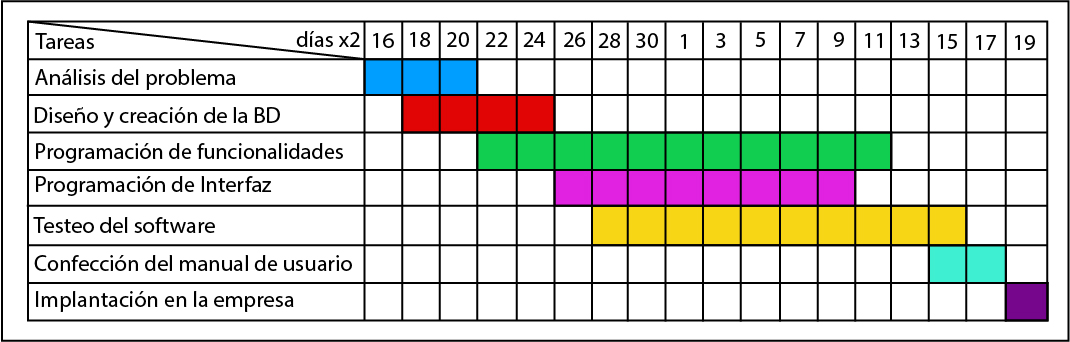 Tareas días x2 16 18 20 22 24 26 28 30 1 3 5 7 9 11 13 15 17 19
Análisis del problema
Diseño y creación de la BD
Programación de funcionalidades
Programación de Interfaz
Testeo del software
Confección del manual de usuario
Implantación en la empresa